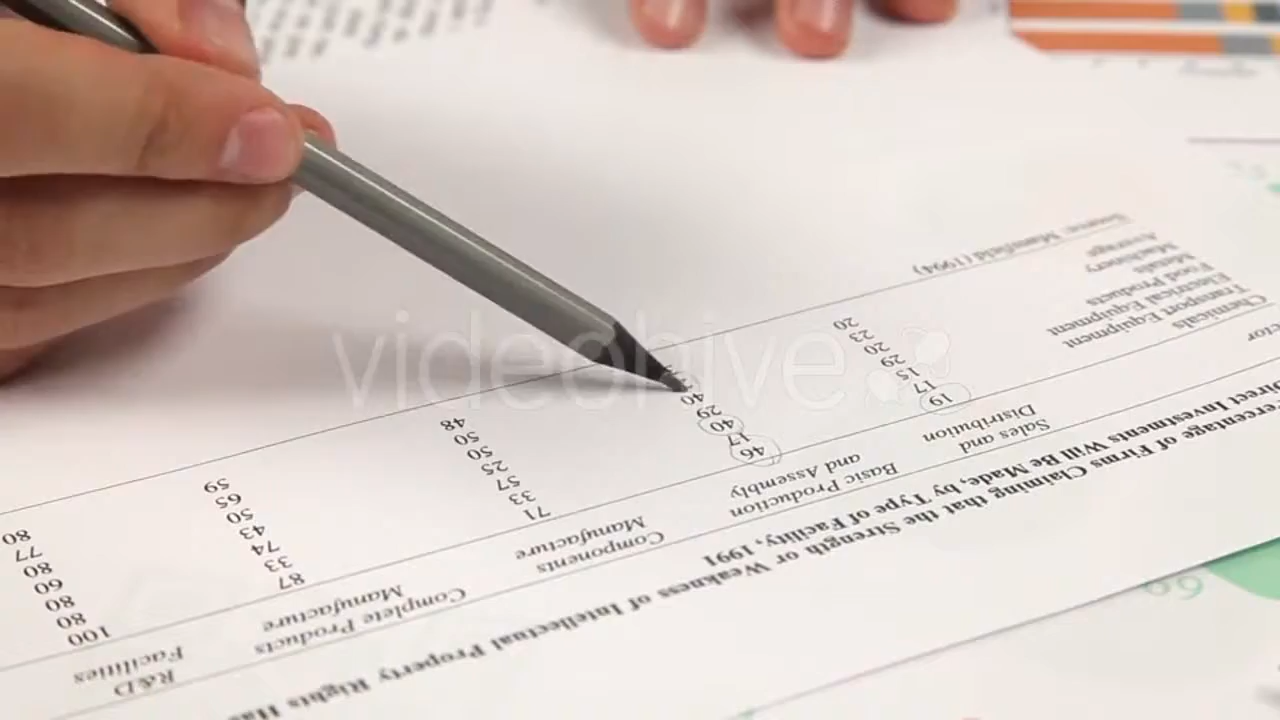 ercentage of Firms Claiming that the Strength or Weakness of Intellectual Property Rights Has
Direct Investments Will Be Made, by Type of Facility, 1991
Sales and Basic Production Components Complete Products R&D
ctor Distribution and Assembly Manufacture Manufacture Facilities
Chemicals 19 46 71 87 100
Transport Equipment 17 17 33 33 80
Electrical Equipment 15 40 57 74 80
Food Products 29 29 25 43 60
Metals 20 40 50 50 80
Machinery 23 50 65 77
Average 20 48 59 80
Source: Mansfield (1994)
videohive
69